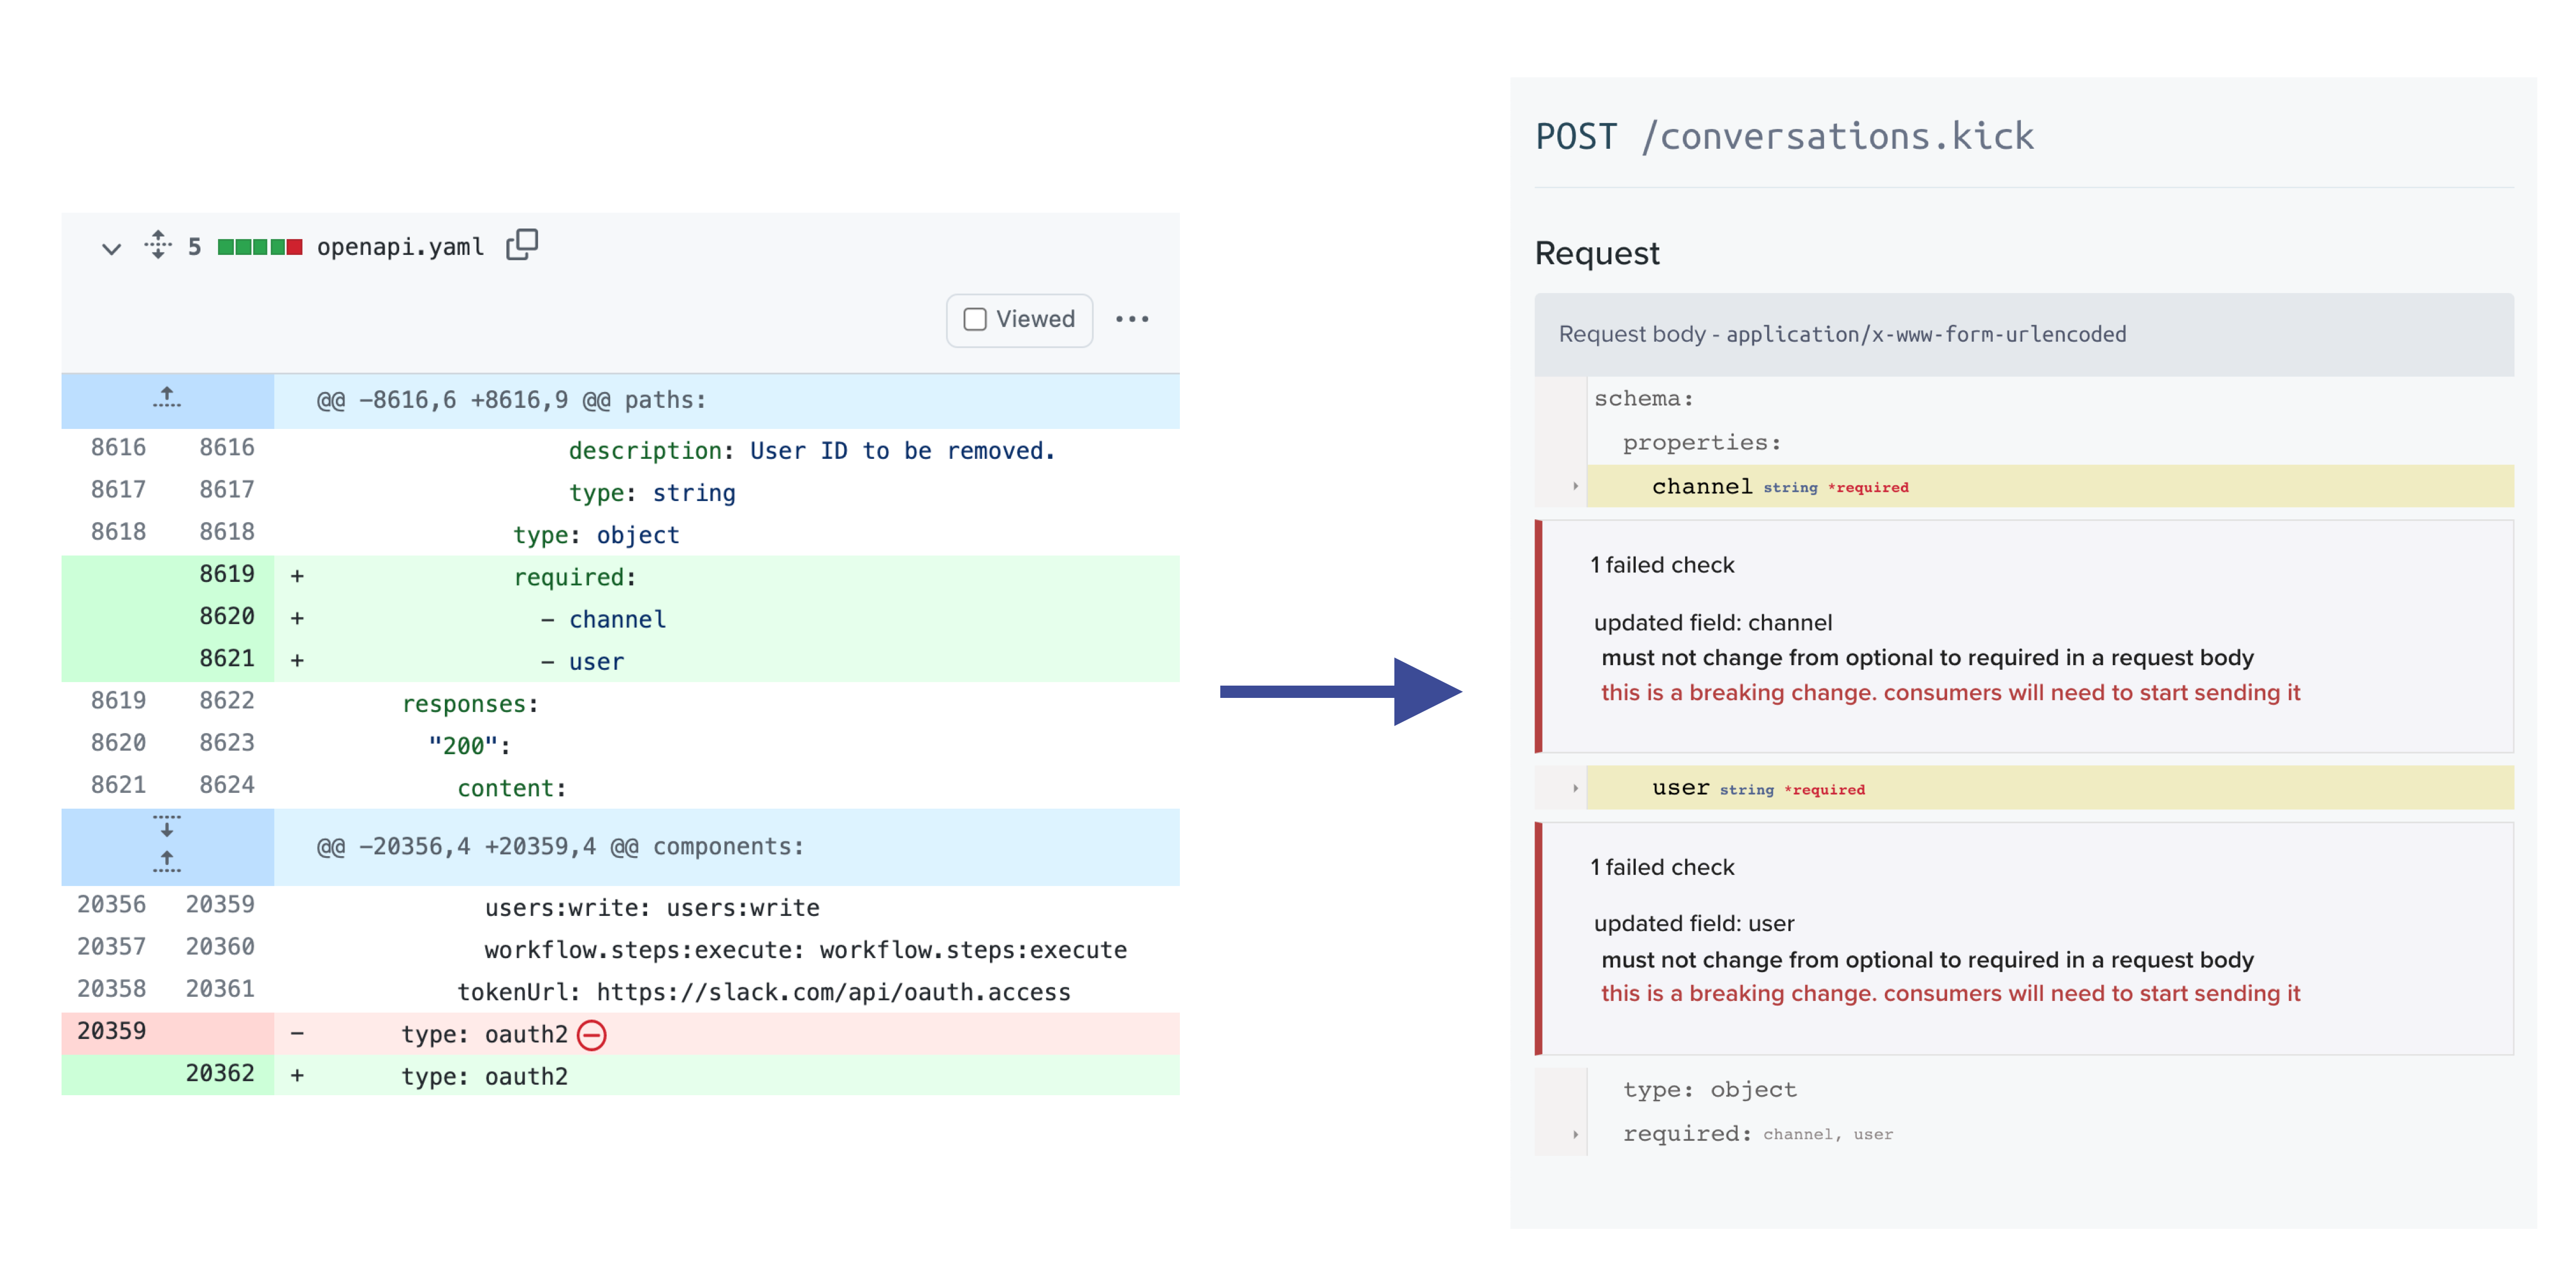 5 openapi.yaml
Viewed
@@ -8616,6 +8616,9 @@ paths:
8616 8616 description: User ID to be removed.
8617 8617 type: string
8618 8618 type: object
8619 + required:
8620 + - channel
8621 + - user
8619 8622 responses:
8620 8623 "200":
8621 8624 content:
@@ -20356,4 +20359,4 @@ components:
20356 20359 users:write: users:write
20357 20360 workflow.steps:execute: workflow.steps:execute
20358 20361 tokenUrl: https://slack.com/api/oauth.access
20359 - type: oauth2
20362 + type: oauth2
POST /conversations.kick
Request
Request body - application/x-www-form-urlencoded
schema:
properties:
channel string *required
1 failed check
updated field: channel
must not change from optional to required in a request body
this is a breaking change. consumers will need to start sending it
user string *required
1 failed check
updated field: user
must not change from optional to required in a request body
this is a breaking change. consumers will need to start sending it
type: object
required: channel, user